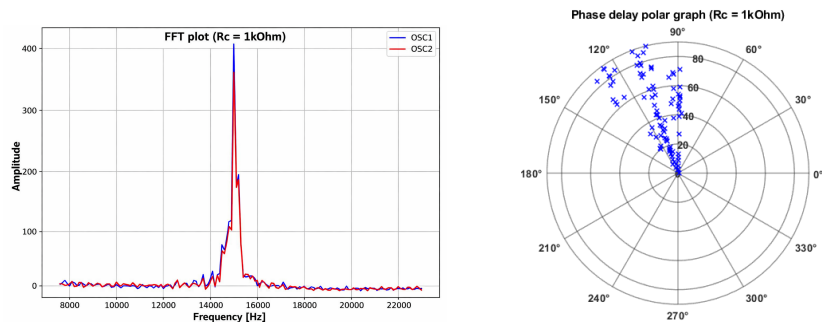 FFT plot (Rc = 1kOhm)
OSC1
OSC2
400
300
200
100
0
Amplitude
8000 10000 12000 14000 16000 18000 20000 22000
Frequency [Hz]
Phase delay polar graph (Rc = 1kOhm)
90°
120° 60°
80
60
150° 30°
40
20
180° 0°
210° 330°
240° 300°
270°